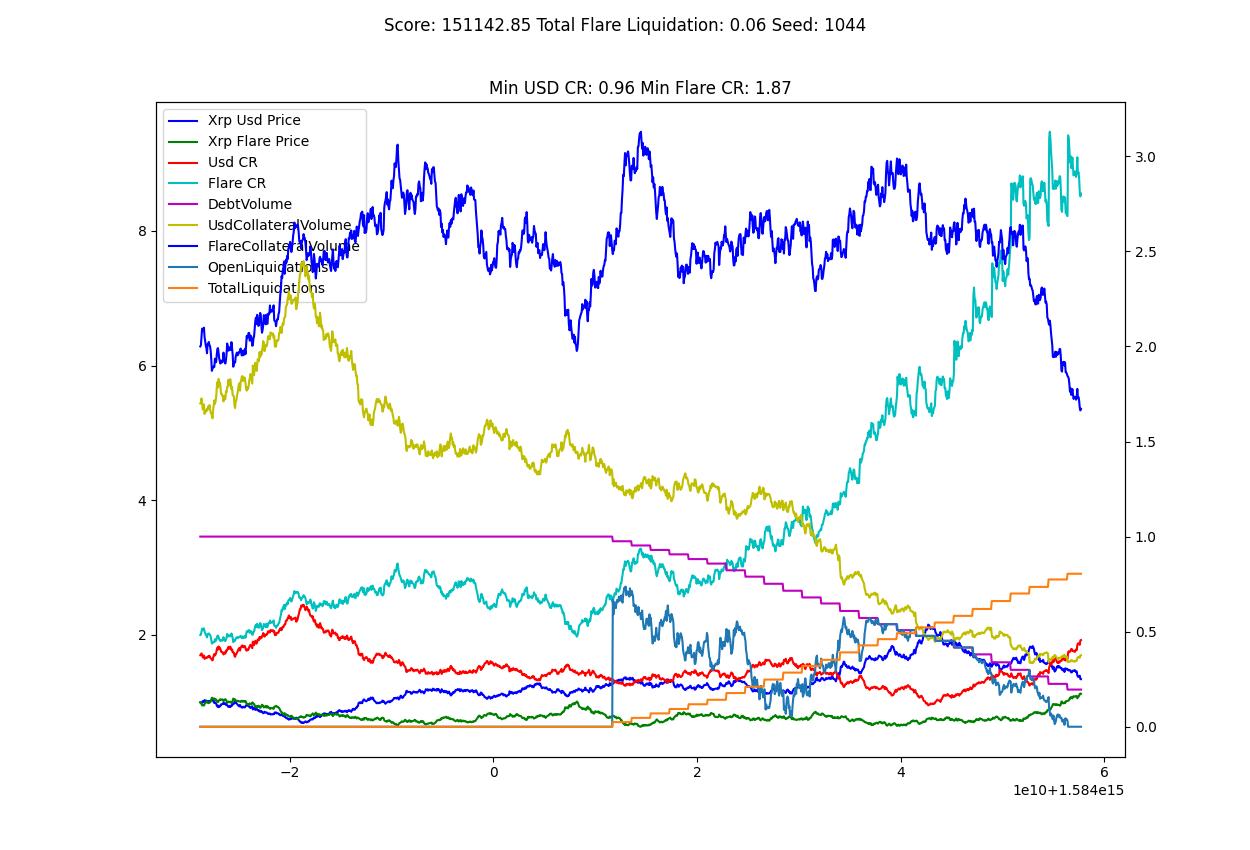 Score: 151142.85 Total Flare Liquidation: 0.06 Seed: 1044
Min USD CR: 0.96 Min Flare CR: 1.87
Xrp Usd Price
Xrp Flare Price
Usd CR
Flare CR
DebtVolume
UsdCollateralVolume
FlareCollateralVolume
OpenLiquidations
TotalLiquidations
8
6
4
2
3.0
2.5
2.0
1.5
1.0
0.5
0.0
−2
0
2
4
6
1e10+1.584e15